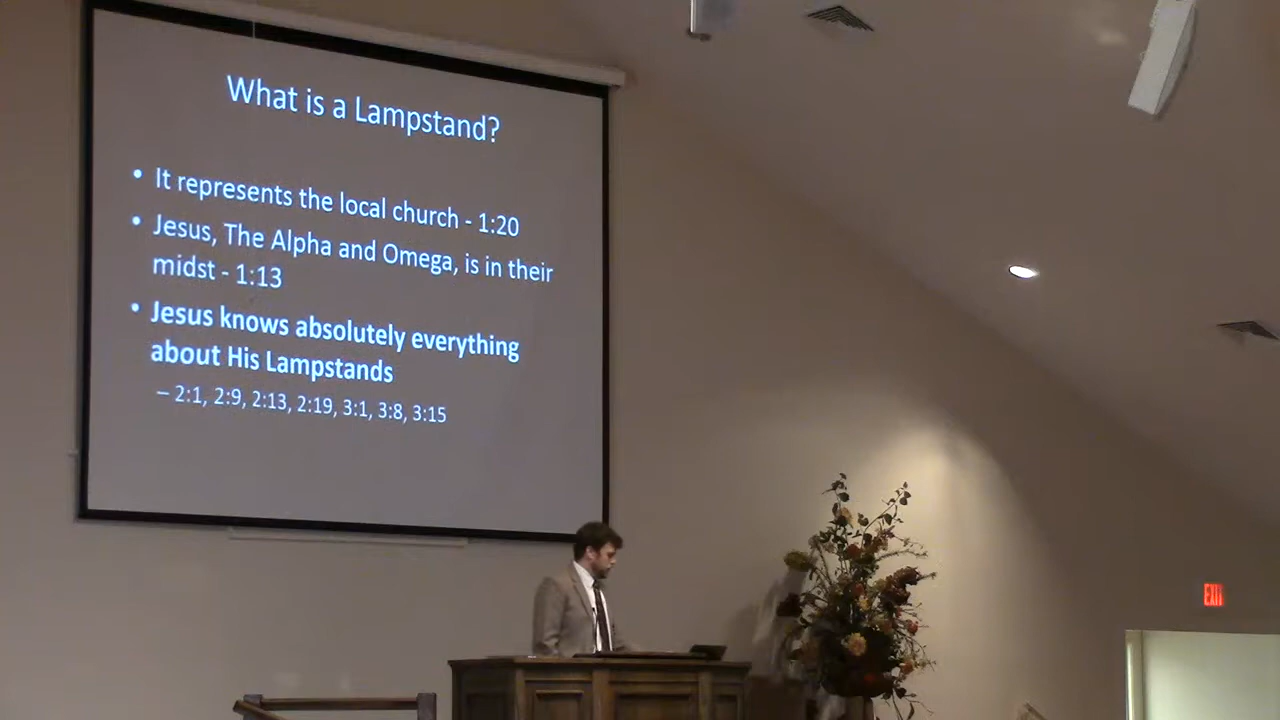 What is a Lampstand?
• It represents the local church - 1:20
• Jesus, The Alpha and Omega, is in their
midst - 1:13
• Jesus knows absolutely everything
about His Lampstands
– 2:1, 2:9, 2:13, 2:19, 3:1, 3:8, 3:15
EXIT